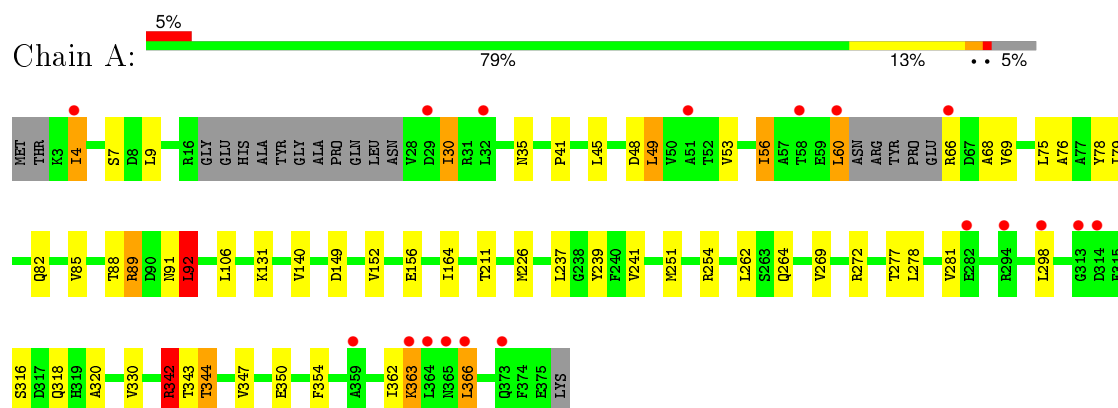 5%
Chain A:
79% 13% • • 5%
MET THR K3 I4 S7 D8 L9 R16 GLY GLU HIS ALA TYR GLY ALA PRO GLN LEU ASN V28 D29 I30 R31 L32 N35 P41 L45 D48 L49 V50 A51 T52 V53 I56 A57 T58 E59 L60 ASN ARG TYR PRO GLU R66 D67 A68 V69 L75 A76 A77 Y78 I79
Q82 V85 T88 R89 D90 N91 L92 L106 K131 V140 D149 V152 E156 I164 T211 M226 L237 G238 Y239 F240 V241 M251 R254 L262 S263 Q264 V269 R272 T277 L278 V281 E282 R294 L298 G313 D314 E315
S316 D317 Q318 H319 A320 V330 R342 T343 T344 V347 E350 F354 A359 I362 K363 L364 N365 L366 Q373 F374 E375 LYS